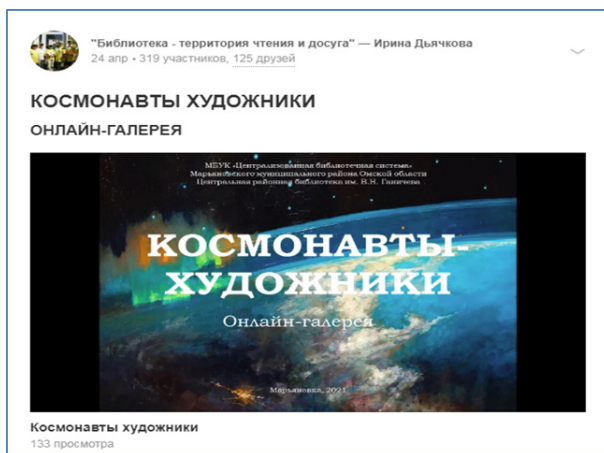 "Библиотека - территория чтения и досуга" — Ирина Дьячкова
24 апр • 319 участников, 125 друзей
КОСМОНАВТЫ ХУДОЖНИКИ
ОНЛАЙН-ГАЛЕРЕЯ
МБУК «Централизованная библиотечная система»
Марьяновского муниципального района Омской области
Центральная районная библиотека им. В.Н. Ганичева
КОСМОНАВТЫ-
ХУДОЖНИКИ
Онлайн-галерея
Марьяновка, 2021
Космонавты художники
133 просмотра